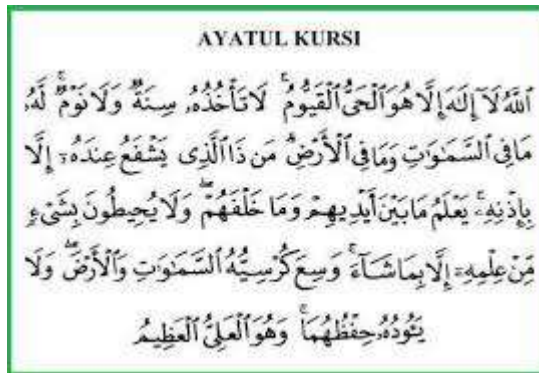 AYATUL KURSI
ٱللَّهُ لَآ إِلَـٰهَ إِلَّا هُوَ ٱلْحَىُّ ٱلْقَيُّومُ ۚ لَا تَأْخُذُهُۥ سِنَةٌ وَلَا نَوْمٌ ۚ لَّهُۥ
مَا فِى ٱلسَّمَـٰوَٰتِ وَمَا فِى ٱلْأَرْضِ ۗ مَن ذَا ٱلَّذِى يَشْفَعُ عِندَهُۥٓ إِلَّا
بِإِذْنِهِۦ ۚ يَعْلَمُ مَا بَيْنَ أَيْدِيهِمْ وَمَا خَلْفَهُمْ ۖ وَلَا يُحِيطُونَ بِشَىْءٍ
مِّنْ عِلْمِهِۦٓ إِلَّا بِمَا شَآءَ ۚ وَسِعَ كُرْسِيُّهُ ٱلسَّمَـٰوَٰتِ وَٱلْأَرْضَ ۖ وَلَا
يَـُٔودُهُۥ حِفْظُهُمَا ۚ وَهُوَ ٱلْعَلِىُّ ٱلْعَظِيمُ